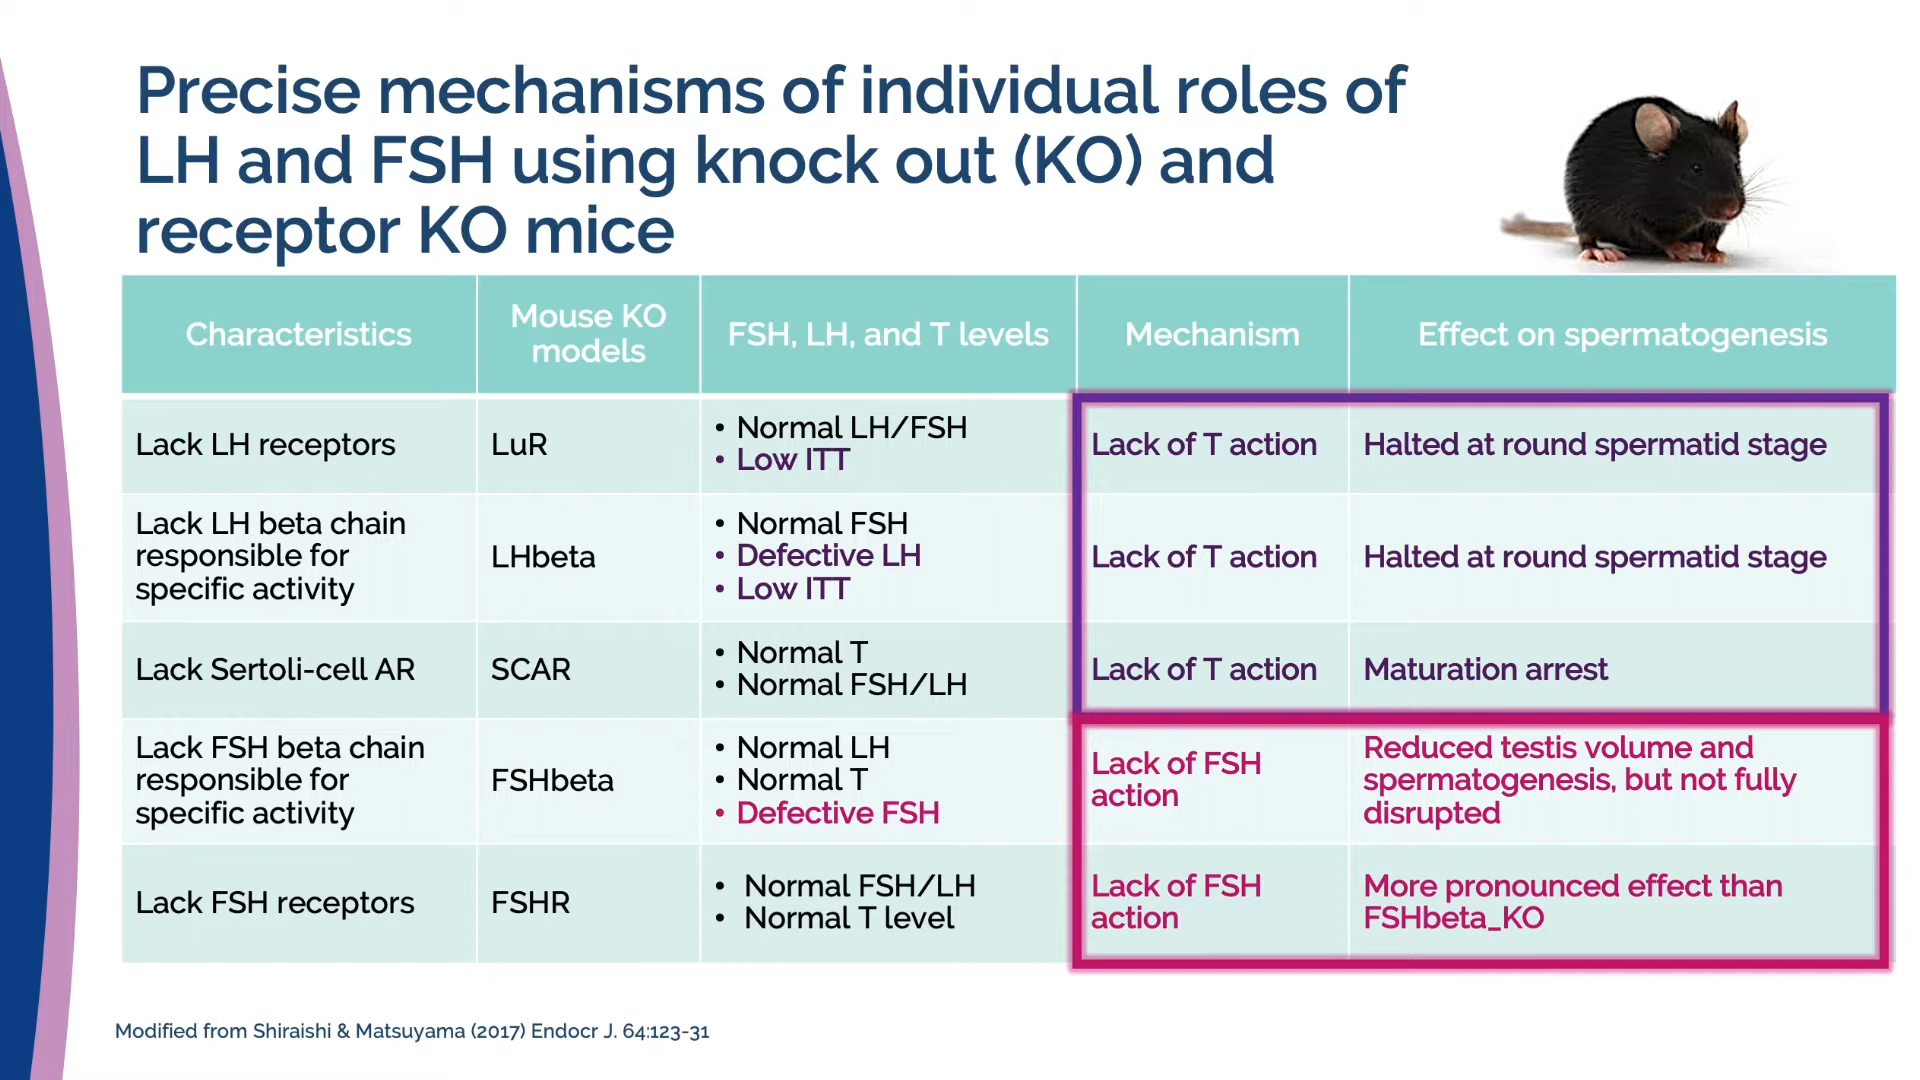 Precise mechanisms of individual roles of
LH and FSH using knock out (KO) and
receptor KO mice
Characteristics
Mouse KO
models
FSH, LH, and T levels
Mechanism
Effect on spermatogenesis
Lack LH receptors
LuR
• Normal LH/FSH
• Low ITT
Lack of T action
Halted at round spermatid stage
Lack LH beta chain
responsible for
specific activity
LHbeta
• Normal FSH
• Defective LH
• Low ITT
Lack of T action
Halted at round spermatid stage
Lack Sertoli-cell AR
SCAR
• Normal T
• Normal FSH/LH
Lack of T action
Maturation arrest
Lack FSH beta chain
responsible for
specific activity
FSHbeta
• Normal LH
• Normal T
• Defective FSH
Lack of FSH
action
Reduced testis volume and
spermatogenesis, but not fully
disrupted
Lack FSH receptors
FSHR
• Normal FSH/LH
• Normal T level
Lack of FSH
action
More pronounced effect than
FSHbeta_KO
Modified from Shiraishi & Matsuyama (2017) Endocr J. 64:123-31